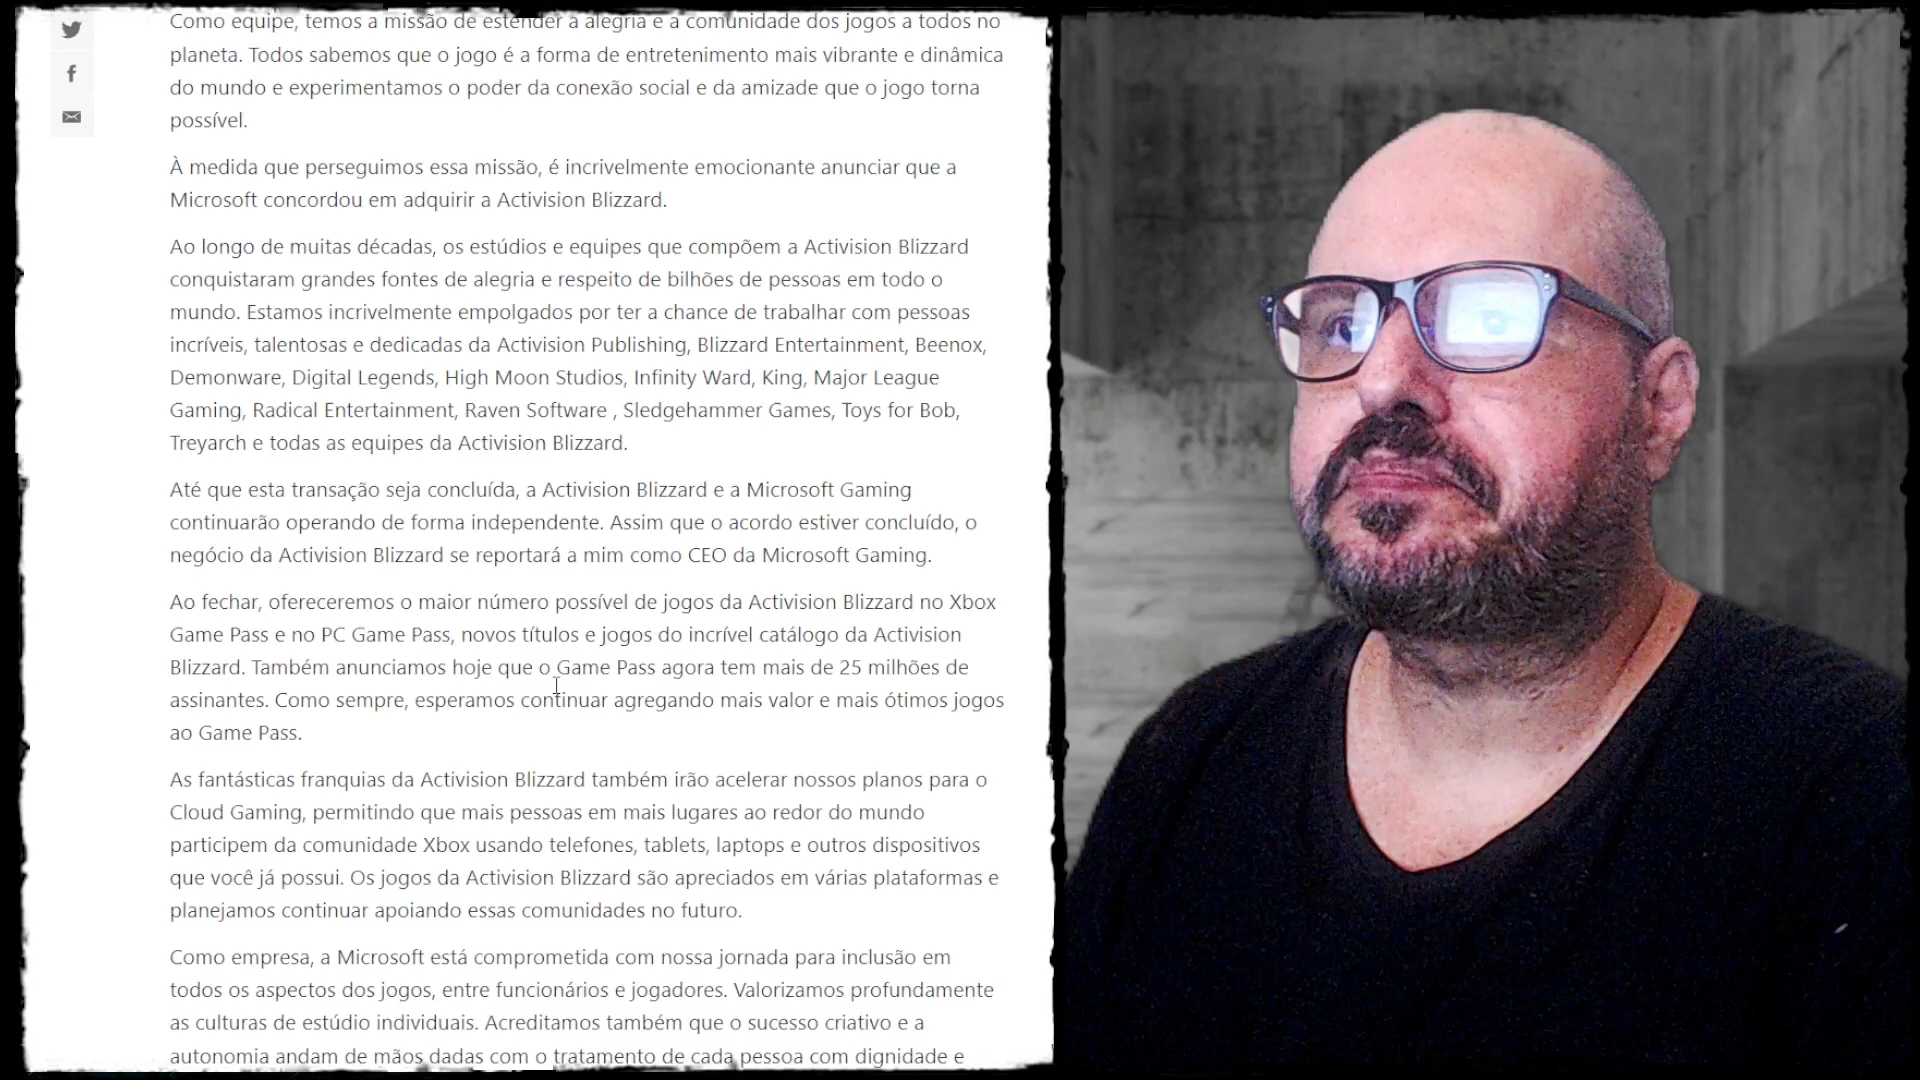 Como equipe, temos a missão de estender a alegria e a comunidade dos jogos a todos no
planeta. Todos sabemos que o jogo é a forma de entretenimento mais vibrante e dinâmica
do mundo e experimentamos o poder da conexão social e da amizade que o jogo torna
possível.
À medida que perseguimos essa missão, é incrivelmente emocionante anunciar que a
Microsoft concordou em adquirir a Activision Blizzard.
Ao longo de muitas décadas, os estúdios e equipes que compõem a Activision Blizzard
conquistaram grandes fontes de alegria e respeito de bilhões de pessoas em todo o
mundo. Estamos incrivelmente empolgados por ter a chance de trabalhar com pessoas
incríveis, talentosas e dedicadas da Activision Publishing, Blizzard Entertainment, Beenox,
Demonware, Digital Legends, High Moon Studios, Infinity Ward, King, Major League
Gaming, Radical Entertainment, Raven Software , Sledgehammer Games, Toys for Bob,
Treyarch e todas as equipes da Activision Blizzard.
Até que esta transação seja concluída, a Activision Blizzard e a Microsoft Gaming
continuarão operando de forma independente. Assim que o acordo estiver concluído, o
negócio da Activision Blizzard se reportará a mim como CEO da Microsoft Gaming.
Ao fechar, ofereceremos o maior número possível de jogos da Activision Blizzard no Xbox
Game Pass e no PC Game Pass, novos títulos e jogos do incrível catálogo da Activision
Blizzard. Também anunciamos hoje que o Game Pass agora tem mais de 25 milhões de
assinantes. Como sempre, esperamos continuar agregando mais valor e mais ótimos jogos
ao Game Pass.
As fantásticas franquias da Activision Blizzard também irão acelerar nossos planos para o
Cloud Gaming, permitindo que mais pessoas em mais lugares ao redor do mundo
participem da comunidade Xbox usando telefones, tablets, laptops e outros dispositivos
que você já possui. Os jogos da Activision Blizzard são apreciados em várias plataformas e
planejamos continuar apoiando essas comunidades no futuro.
Como empresa, a Microsoft está comprometida com nossa jornada para inclusão em
todos os aspectos dos jogos, entre funcionários e jogadores. Valorizamos profundamente
as culturas de estúdio individuais. Acreditamos também que o sucesso criativo e a
autonomia andam de mãos dadas com o tratamento de cada pessoa com dignidade e